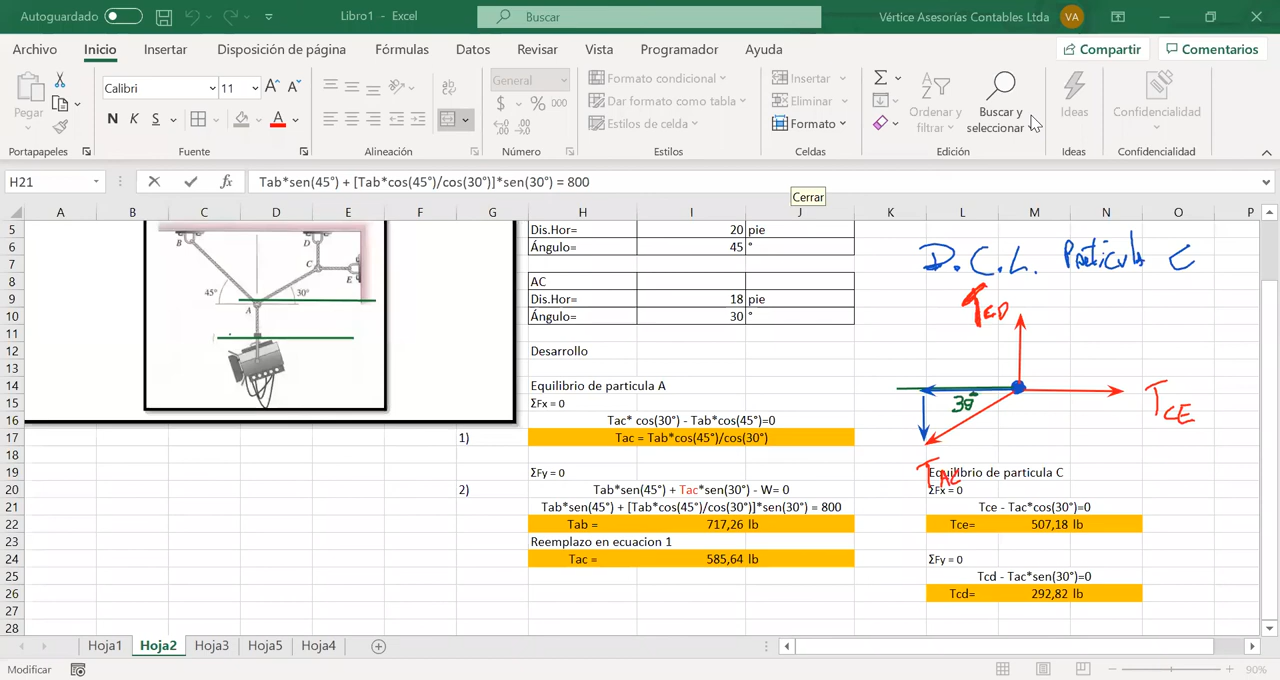 Autoguardado
Libro1 - Excel
Buscar
Vértice Asesorías Contables Ltda
VA
Archivo
Inicio
Insertar
Disposición de página
Fórmulas
Datos
Revisar
Vista
Programador
Ayuda
Compartir
Comentarios
Pegar
Calibri
11
N K S
General
$ % 000
Formato condicional
Dar formato como tabla
Estilos de celda
Insertar
Eliminar
Formato
Ordenar y filtrar
Buscar y seleccionar
Ideas
Confidencialidad
Portapapeles
Fuente
Alineación
Número
Estilos
Celdas
Edición
Ideas
Confidencialidad
H21
fx
Tab*sen(45°) + [Tab*cos(45°)/cos(30°)]*sen(30°) = 800
Cerrar
A B C D E F G H I J K L M N O P
5 Dis.Hor= 20 pie
6 Ángulo= 45 °
7
8 AC
9 Dis.Hor= 18 pie
10 Ángulo= 30 °
11
12 Desarrollo
13
14 Equilibrio de particula A
15 ΣFx = 0
16 Tac* cos(30°) - Tab*cos(45°)=0
17 1) Tac = Tab*cos(45°)/cos(30°)
18
19 ΣFy = 0 Equilibrio de particula C
20 2) Tab*sen(45°) + Tac*sen(30°) - W= 0 ΣFx = 0
21 Tab*sen(45°) + [Tab*cos(45°)/cos(30°)]*sen(30°) = 800 Tce - Tac*cos(30°)=0
22 Tab = 717,26 lb Tce= 507,18 lb
23 Reemplazo en ecuacion 1
24 Tac = 585,64 lb ΣFy = 0
25 Tcd - Tac*sen(30°)=0
26 Tcd= 292,82 lb
27
28
B D
C
E
45° 30°
A
D.C.L. Particula C
TCD
TCE
30°
TAC
Hoja1
Hoja2
Hoja3
Hoja5
Hoja4
Modificar
90%